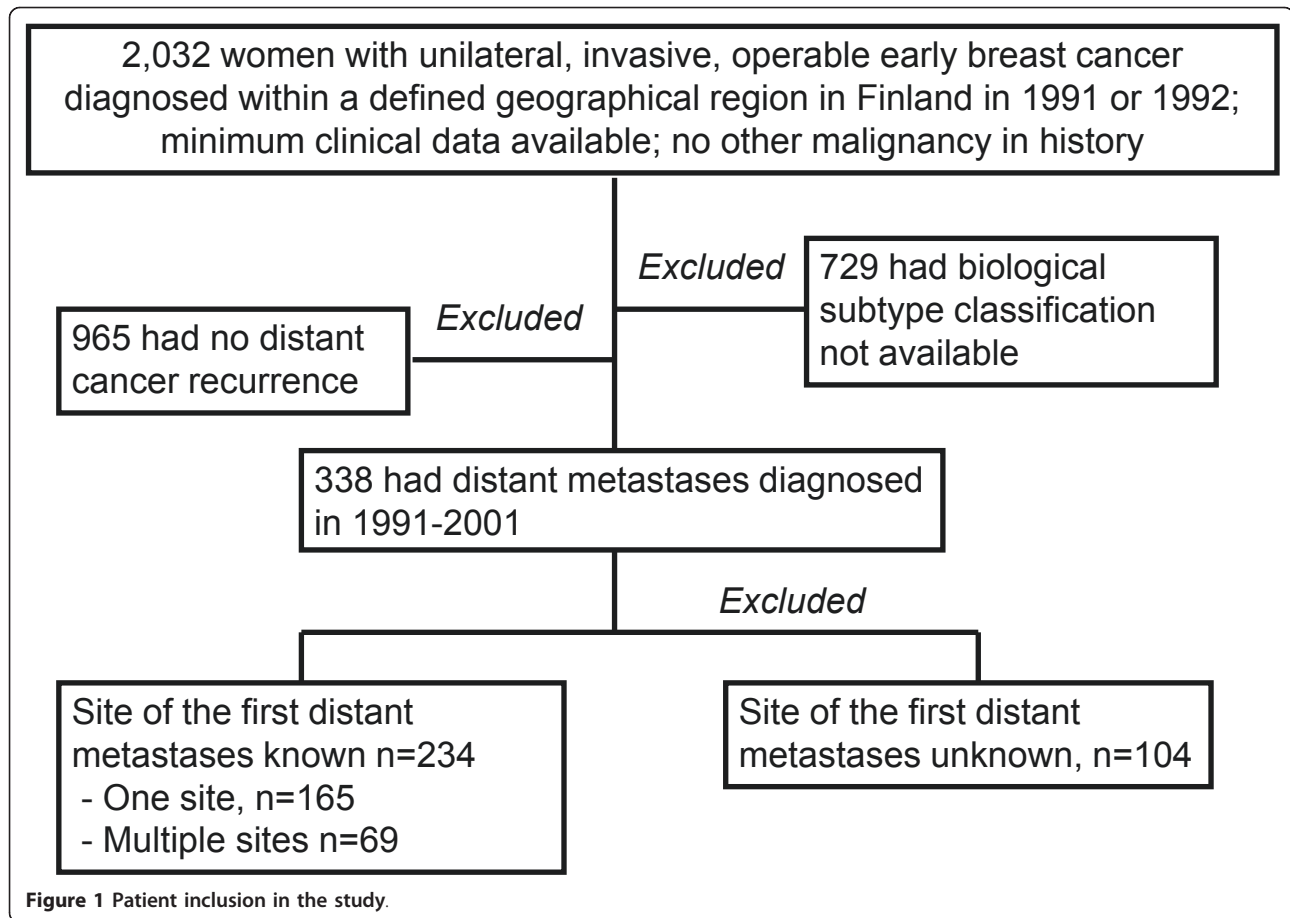 2,032 women with unilateral, invasive, operable early breast cancer
diagnosed within a defined geographical region in Finland in 1991 or 1992;
minimum clinical data available; no other malignancy in history
Excluded
729 had biological
subtype classification
not available
Excluded
965 had no distant
cancer recurrence
338 had distant metastases diagnosed
in 1991-2001
Excluded
Site of the first distant
metastases known n=234
- One site, n=165
- Multiple sites n=69
Site of the first distant
metastases unknown, n=104
Figure 1 Patient inclusion in the study.